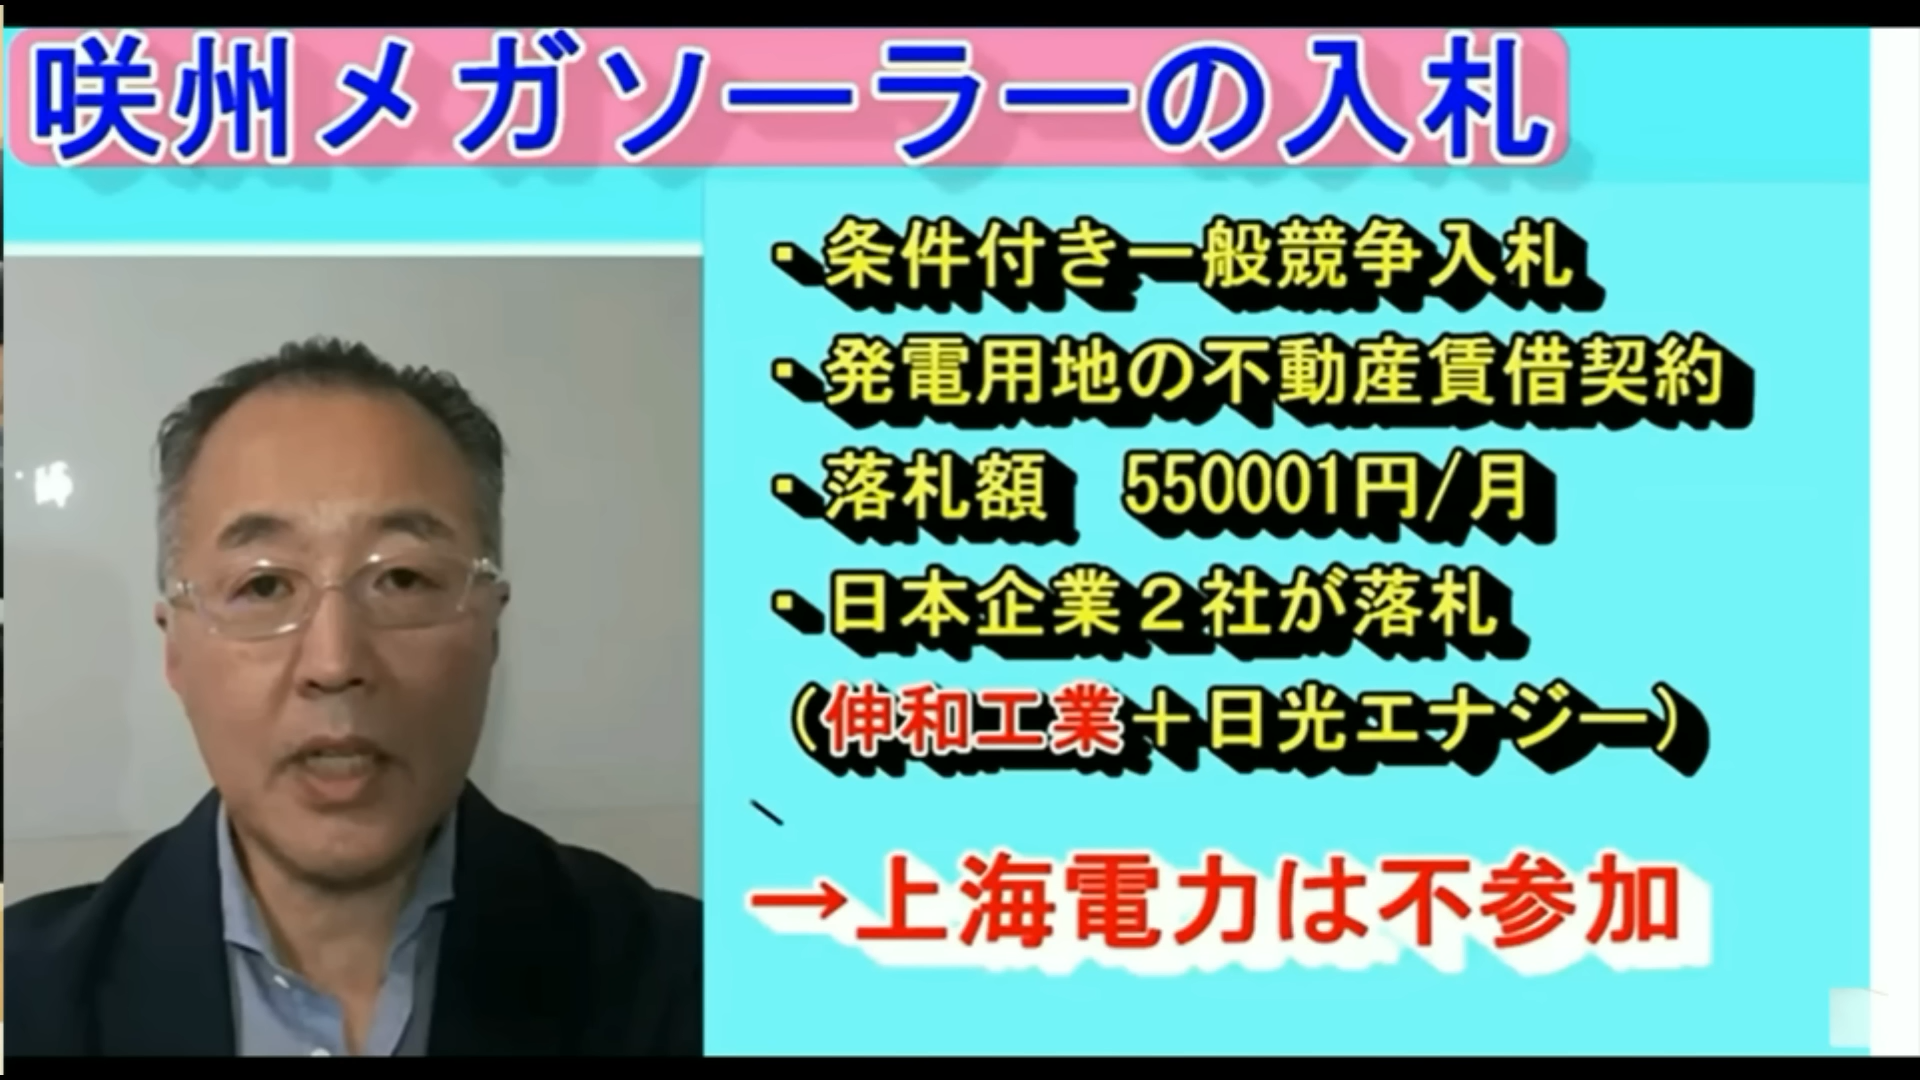 咲州メガソーラーの入札
・条件付き一般競争入札
・発電用地の不動産賃借契約
・落札額　550001円/月
・日本企業２社が落札
（伸和工業＋日光エナジー）
→上海電力は不参加